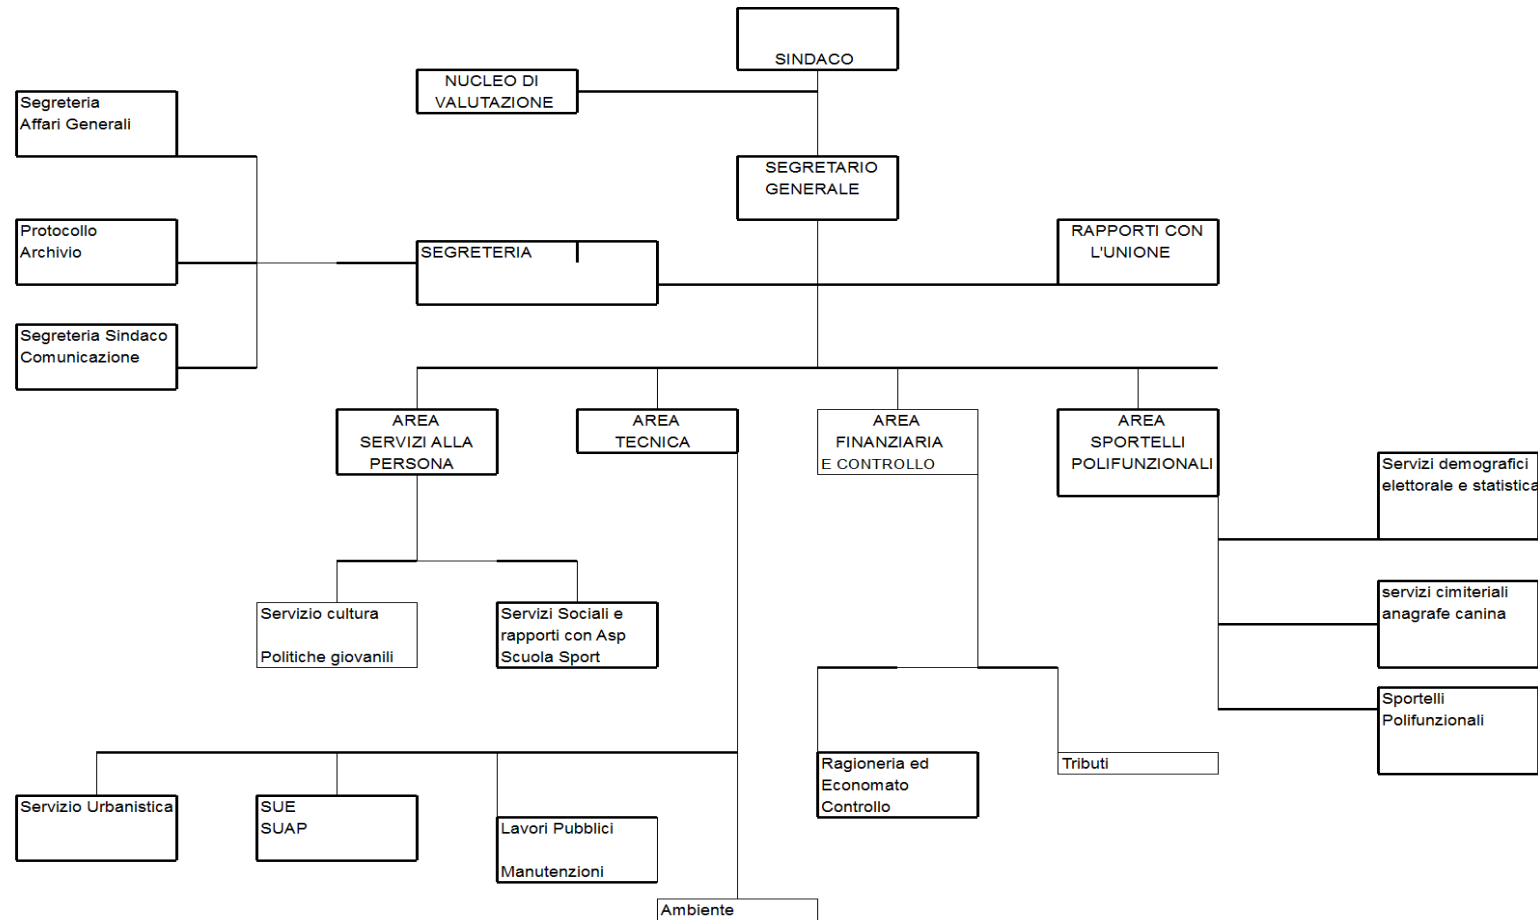 SINDACO
NUCLEO DI
VALUTAZIONE
Segreteria
Affari Generali
SEGRETARIO
GENERALE
Protocollo
Archivio
SEGRETERIA
RAPPORTI CON
L'UNIONE
Segreteria Sindaco
Comunicazione
AREA
SERVIZI ALLA
PERSONA
AREA
TECNICA
AREA
FINANZIARIA
E CONTROLLO
AREA
SPORTELLI
POLIFUNZIONALI
Servizi demografici
elettorale e statistica
servizi cimiteriali
anagrafe canina
Sportelli
Polifunzionali
Servizio cultura
Politiche giovanili
Servizi Sociali e
rapporti con Asp
Scuola Sport
Ragioneria ed
Economato
Controllo
Tributi
Servizio Urbanistica
SUE
SUAP
Lavori Pubblici
Manutenzioni
Ambiente